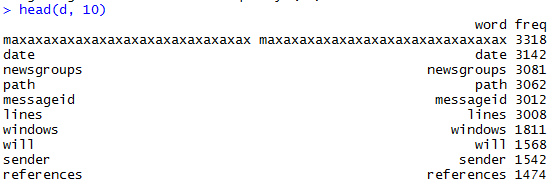 > head(d, 10)
word freq
maxaxaxaxaxaxaxaxaxaxaxaxaxaxax maxaxaxaxaxaxaxaxaxaxaxaxaxaxax 3318
date date 3142
newsgroups newsgroups 3081
path path 3062
messageid messageid 3012
lines lines 3008
windows windows 1811
will will 1568
sender sender 1542
references references 1474